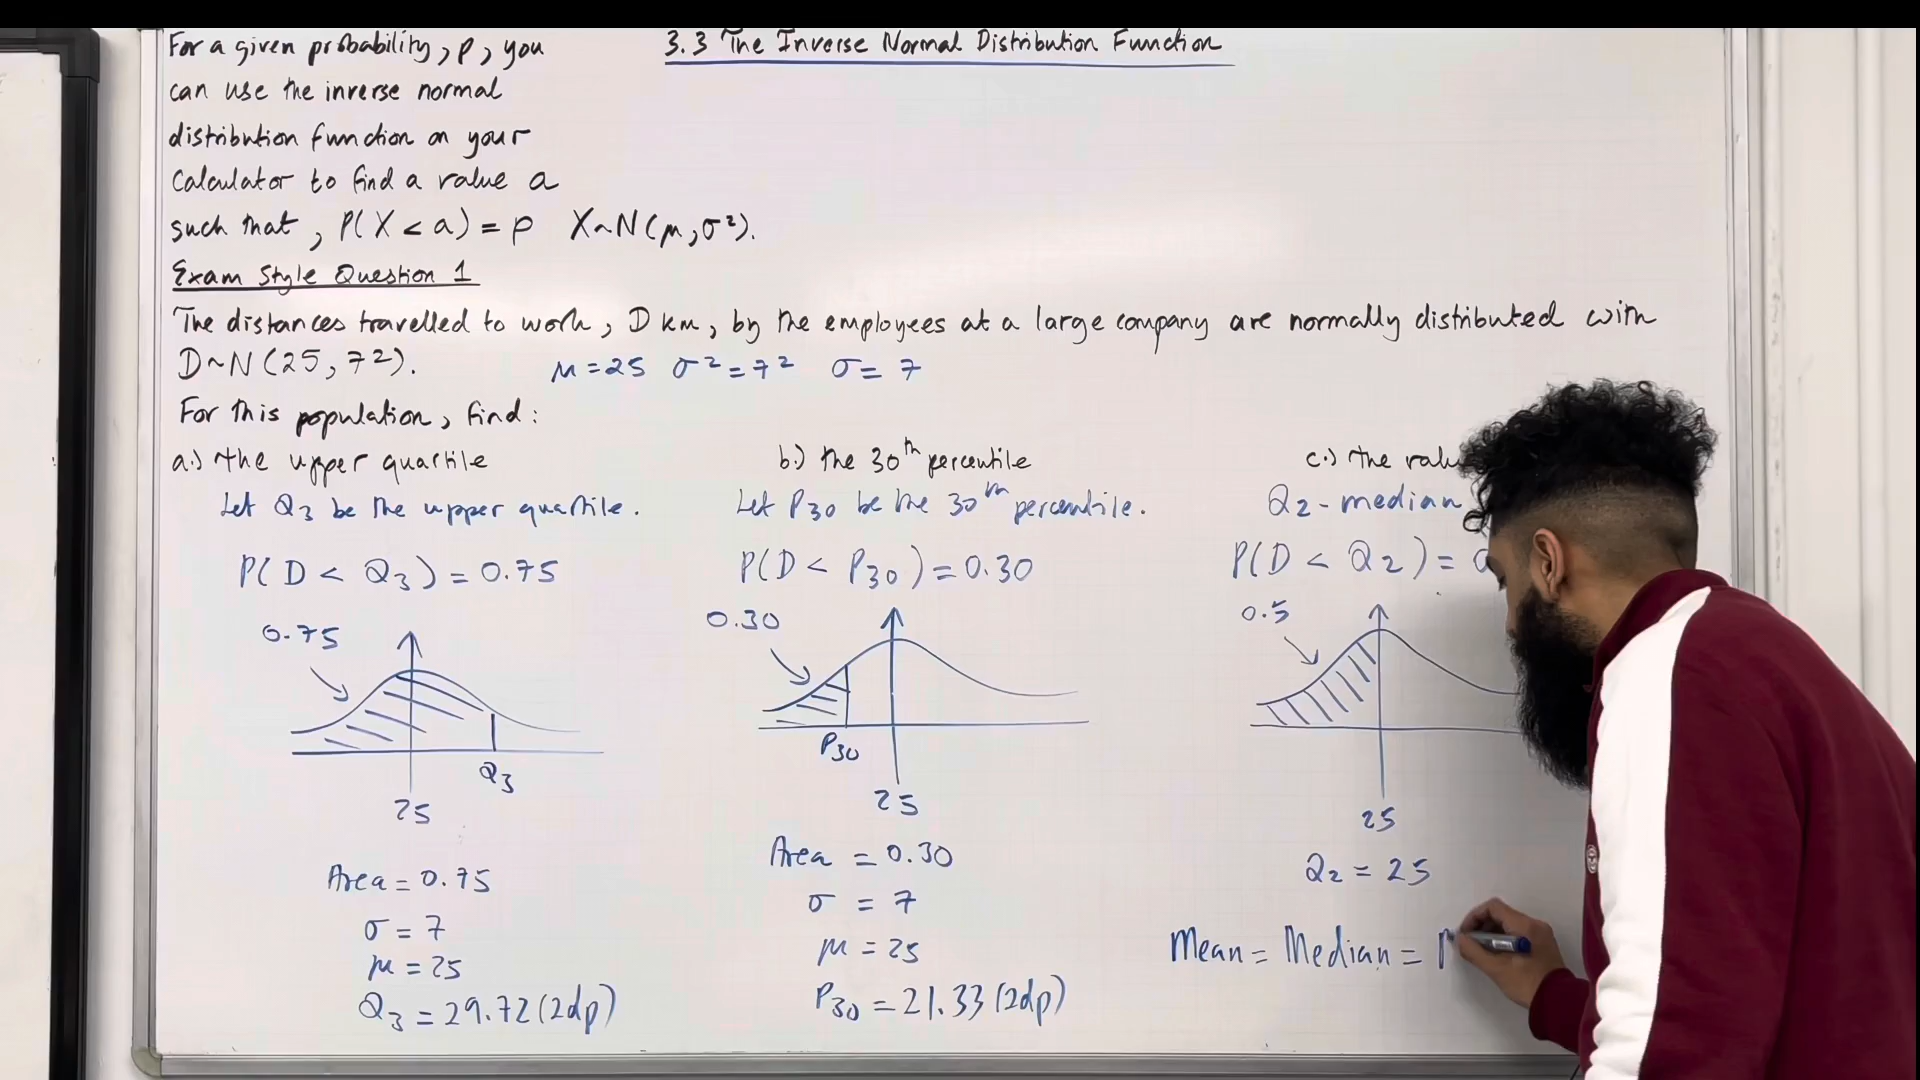 For a given probability, p, you
can use the inverse normal
distribution function on your
calculator to find a value a
such that, P(X < a) = p   X~N(μ, σ²).
3.3 The Inverse Normal Distribution Function
Exam Style Question 1
The distances travelled to work, D km, by the employees at a large company are normally distributed with
D~N(25, 7²).   μ = 25   σ² = 7²   σ = 7
For this population, find:
a.) the upper quartile
Let Q₃ be the upper quartile.
P(D < Q₃) = 0.75
0.75
Q₃
25
Area = 0.75
σ = 7
μ = 25
Q₃ = 29.72 (2dp)
b.) the 30th percentile
Let P₃₀ be the 30th percentile.
P(D < P₃₀) = 0.30
0.30
P₃₀
25
Area = 0.30
σ = 7
μ = 25
P₃₀ = 21.33 (2dp)
c.) the
Q₂ - median
P(D < Q₂) =
0.5
25
Q₂ = 25
Mean = Median =